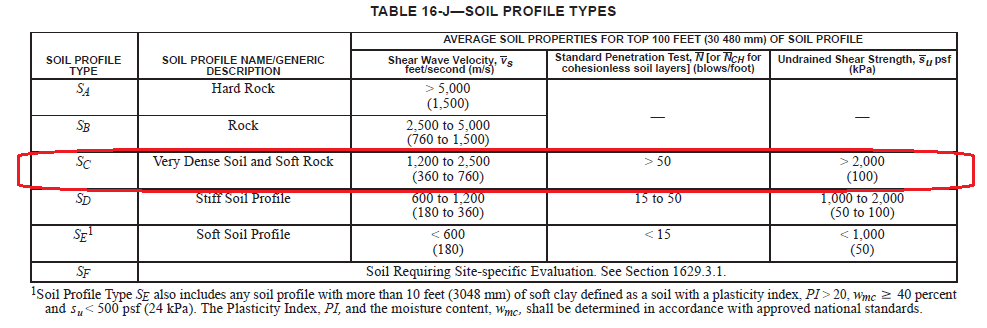 TABLE 16-J—SOIL PROFILE TYPES
SOIL PROFILE TYPE
SOIL PROFILE NAME/GENERIC DESCRIPTION
AVERAGE SOIL PROPERTIES FOR TOP 100 FEET (30 480 mm) OF SOIL PROFILE
Shear Wave Velocity, v̄s feet/second (m/s)
Standard Penetration Test, N̄ [or N̄CH for cohesionless soil layers] (blows/foot)
Undrained Shear Strength, s̄u psf (kPa)
SA Hard Rock > 5,000
(1,500)
— —
SB Rock 2,500 to 5,000
(760 to 1,500)
SC Very Dense Soil and Soft Rock 1,200 to 2,500 > 50 > 2,000
(360 to 760) (100)
SD Stiff Soil Profile 600 to 1,200 15 to 50 1,000 to 2,000
(180 to 360) (50 to 100)
SE1 Soft Soil Profile < 600 < 15 < 1,000
(180) (50)
SF Soil Requiring Site-specific Evaluation. See Section 1629.3.1.
1Soil Profile Type SE also includes any soil profile with more than 10 feet (3048 mm) of soft clay defined as a soil with a plasticity index, PI > 20, wmc ≥ 40 percent
and su < 500 psf (24 kPa). The Plasticity Index, PI, and the moisture content, wmc, shall be determined in accordance with approved national standards.